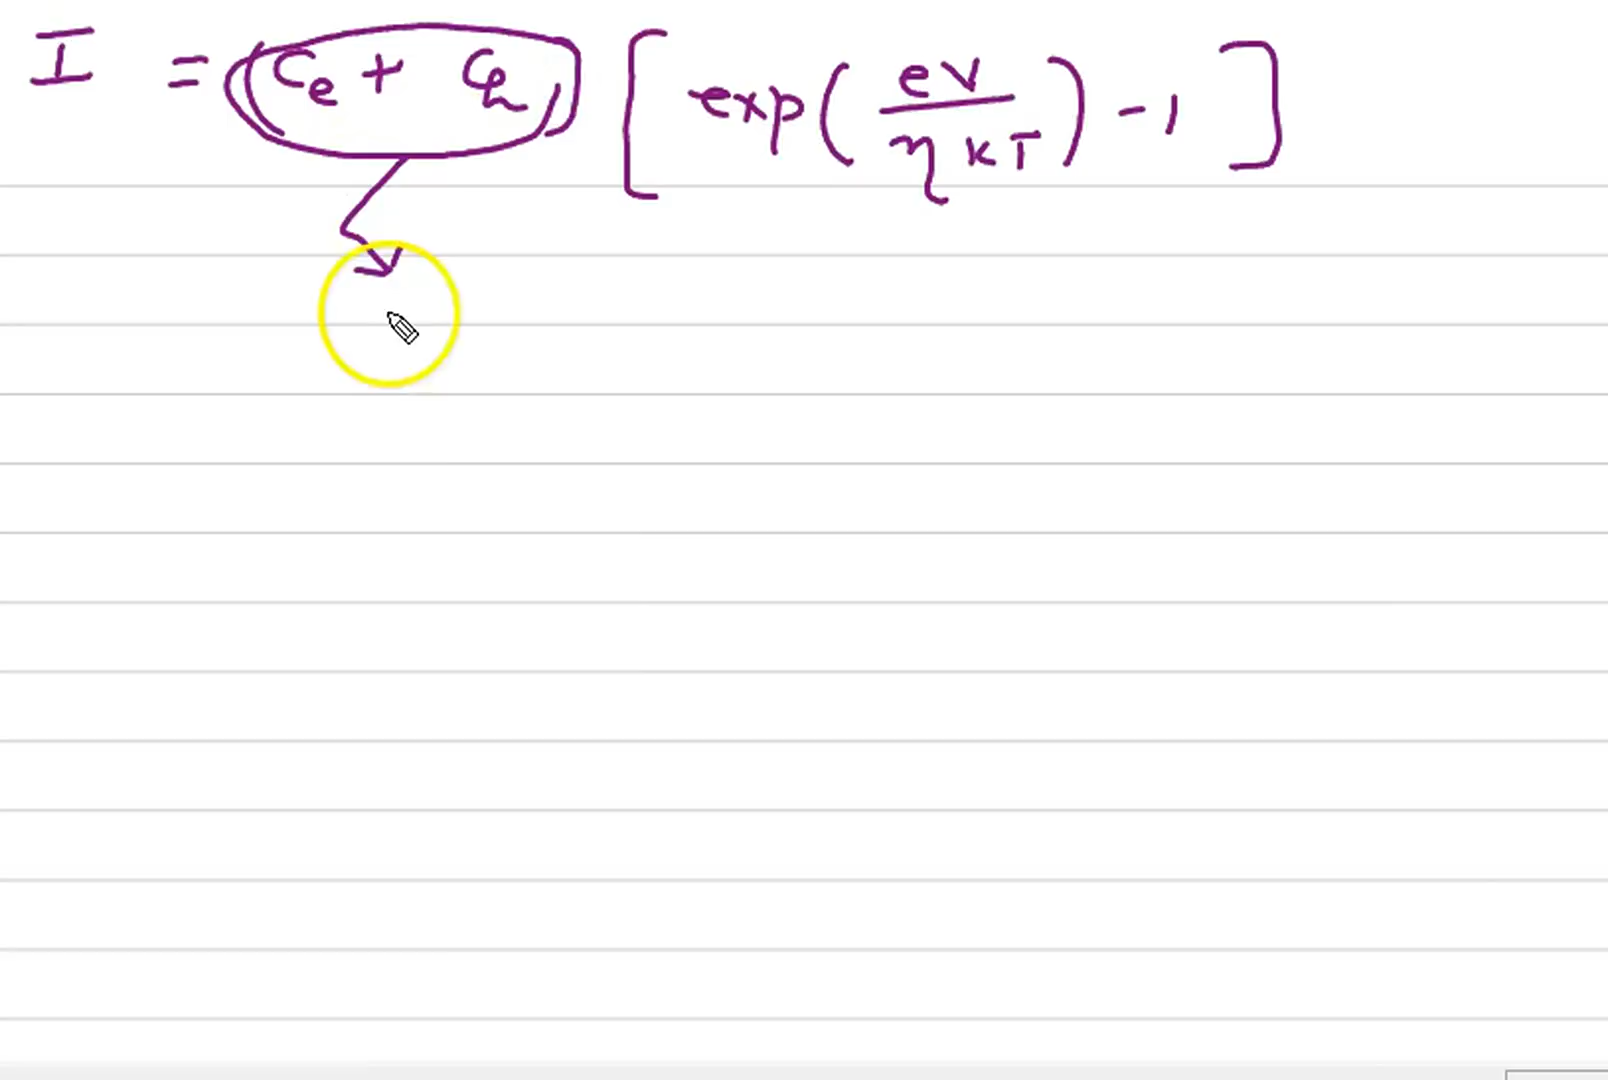 I = (Ce + Ch) [exp(eV/ηkT) - 1]